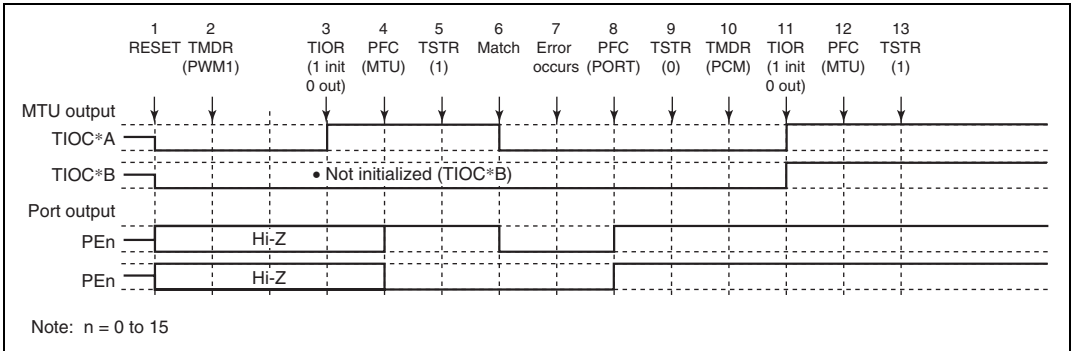 1 2 3 4 5 6 7 8 9 10 11 12 13
RESET TMDR TIOR PFC TSTR Match Error PFC TSTR TMDR TIOR PFC TSTR
(PWM1) (1 init (MTU) (1) occurs (PORT) (0) (PCM) (1 init (MTU) (1)
0 out) 0 out)
MTU output
TIOC*A
TIOC*B • Not initialized (TIOC*B)
Port output
PEn Hi-Z
PEn Hi-Z
Note: n = 0 to 15